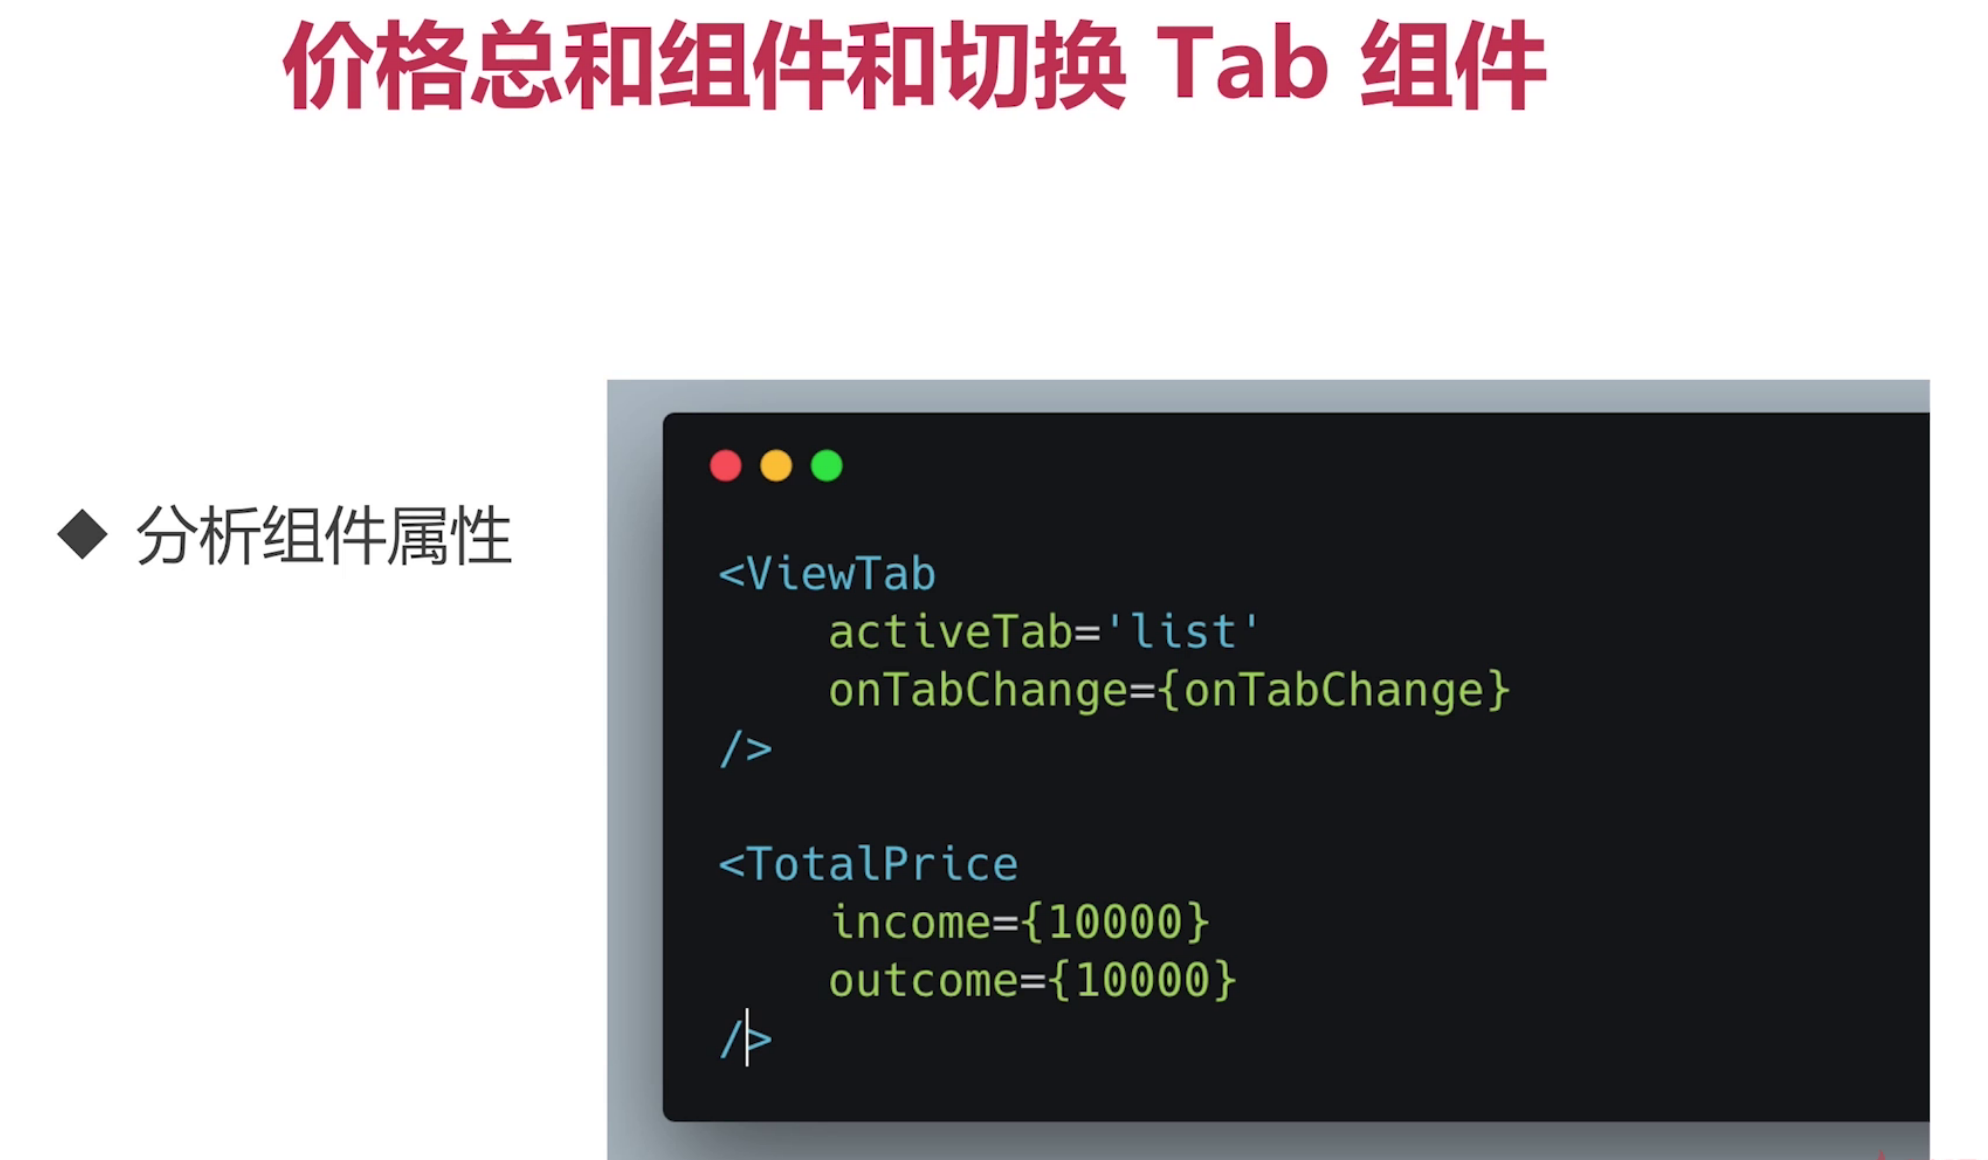 价格总和组件和切换 Tab 组件
◆ 分析组件属性
<ViewTab
    activeTab='list'
    onTabChange={onTabChange}
/>
<TotalPrice
    income={10000}
    outcome={10000}
/>